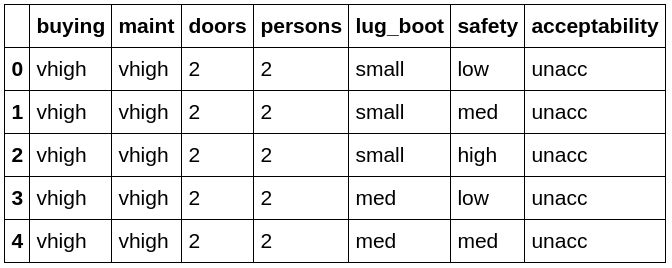 buying maint doors persons lug_boot safety acceptability
0 vhigh vhigh 2 2 small low unacc
1 vhigh vhigh 2 2 small med unacc
2 vhigh vhigh 2 2 small high unacc
3 vhigh vhigh 2 2 med low unacc
4 vhigh vhigh 2 2 med med unacc